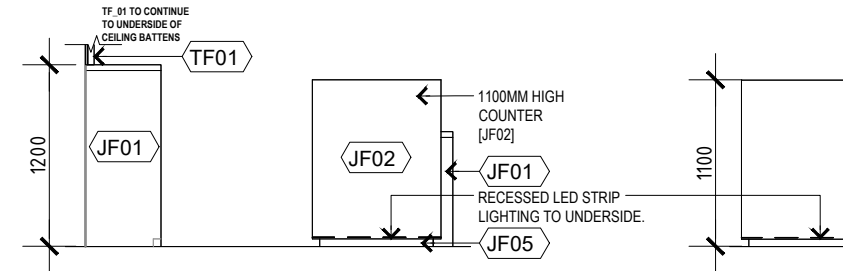 TF_01 TO CONTINUE
TO UNDERSIDE OF
CEILING BATTENS
TF01
1200
JF01
JF02
1100MM HIGH
COUNTER
[JF02]
JF01
RECESSED LED STRIP
LIGHTING TO UNDERSIDE.
JF05
1100